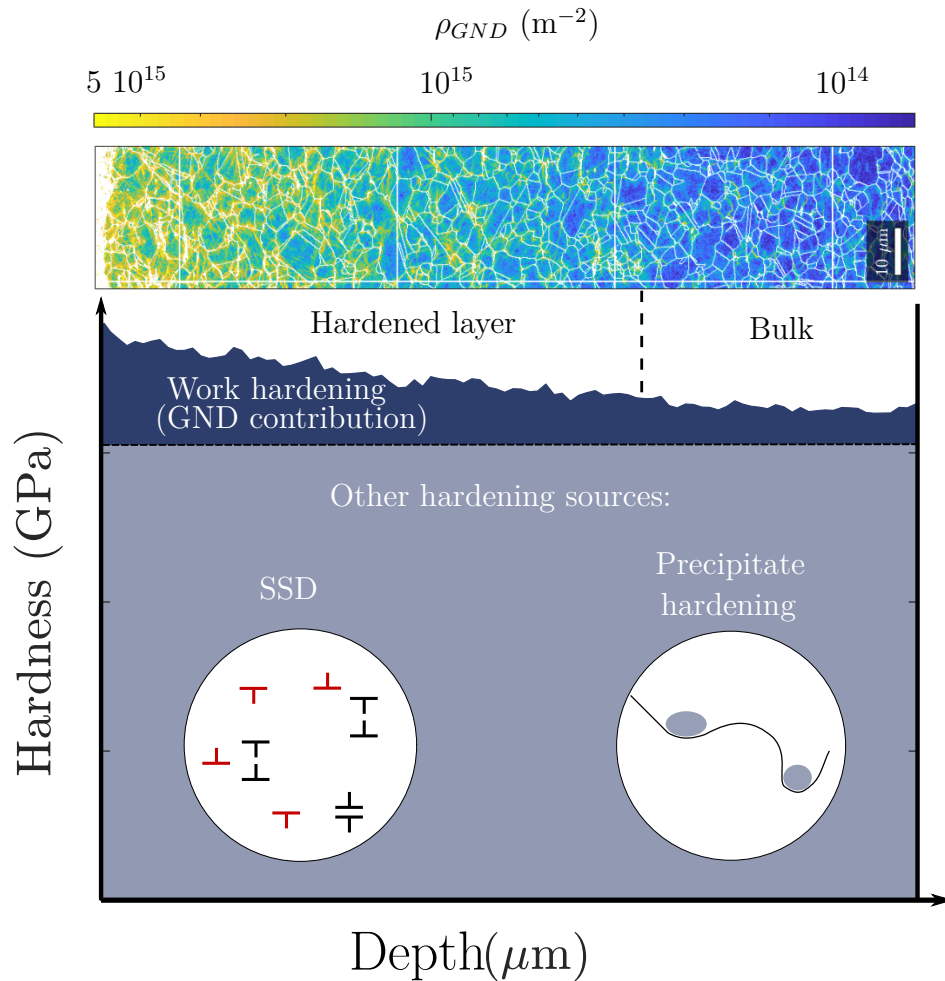 ρ_GND (m⁻²)
5 10¹⁵ 10¹⁵ 10¹⁴
10 μm
Hardened layer
Bulk
Work hardening
(GND contribution)
Other hardening sources:
SSD
Precipitate
hardening
Hardness (GPa)
Depth(μm)